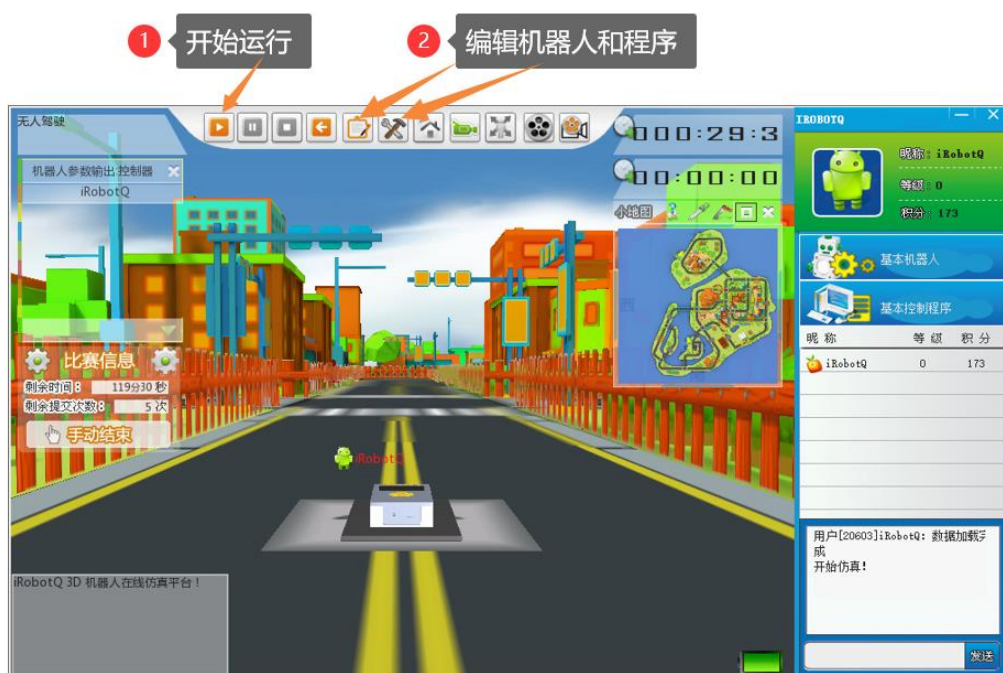 1 开始运行
2 编辑机器人和程序
无人驾驶
000:29:3
机器人参数输出:控制器
iRobotQ
00:00:00
小地图
西
比赛信息
剩余时间： 119分30 秒
剩余提交次数： 5 次
手动结束
iRobotQ
iRobotQ 3D 机器人在线仿真平台！
IROBOTQ
昵称：iRobotQ
等级：0
积分：173
基本机器人
基本控制程序
昵 称 等 级 积 分
iRobotQ 0 173
用户[20603]iRobotQ：数据加载完
成
开始仿真!
发送